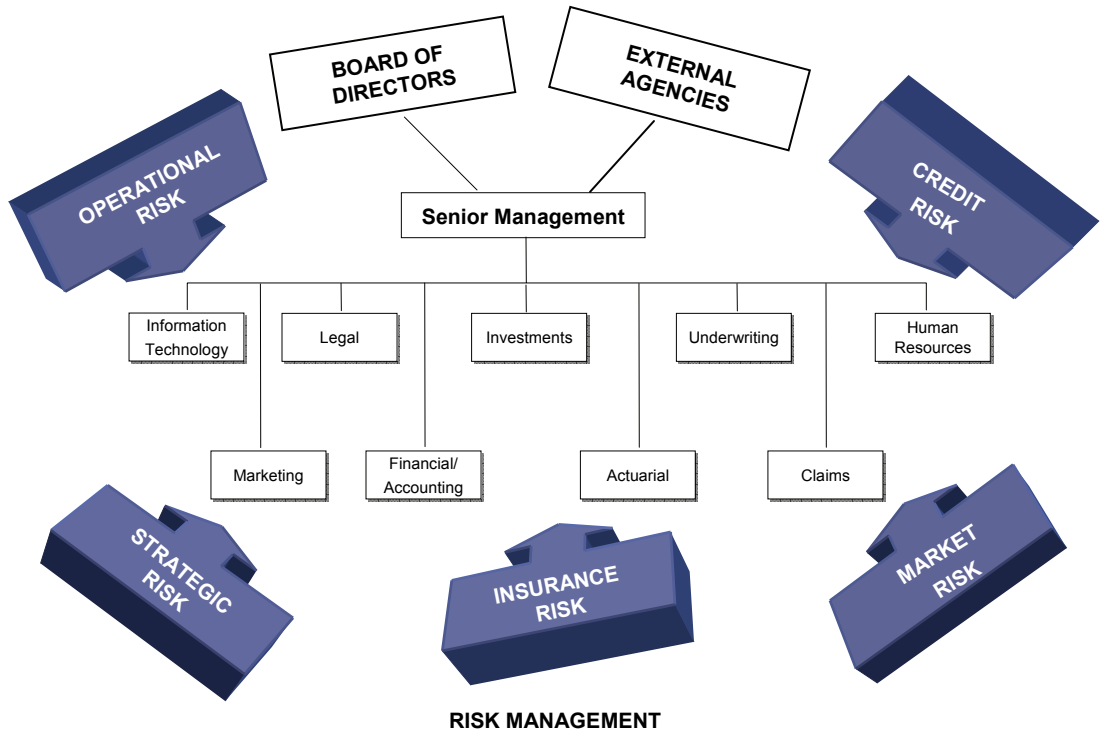 BOARD OF
DIRECTORS
EXTERNAL
AGENCIES
OPERATIONAL
RISK
CREDIT
RISK
Senior Management
Information
Technology
Legal
Investments
Underwriting
Human
Resources
Marketing
Financial/
Accounting
Actuarial
Claims
STRATEGIC
RISK
INSURANCE
RISK
MARKET
RISK
RISK MANAGEMENT